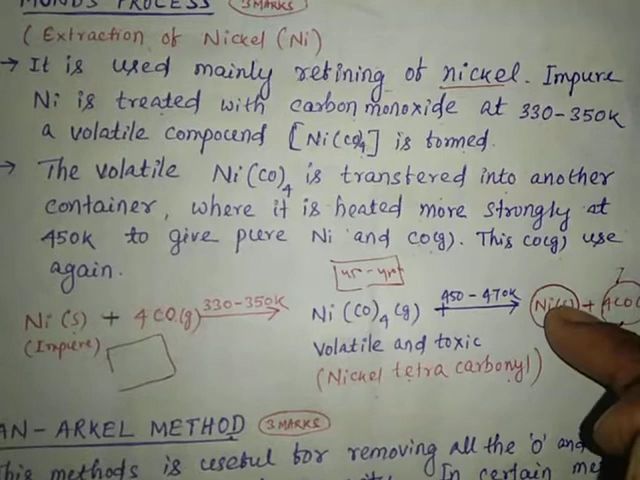 MONDS PROCESS (3 MARKS)
(Extraction of Nickel (Ni)
→ It is used mainly refining of nickel. Impure
Ni is treated with carbon monoxide at 330-350K
a volatile compound [Ni(CO)4] is formed.
→ The volatile Ni(CO)4 is transfered into another
container, where it is heated more strongly at
450K to give pure Ni and CO(g). This CO(g) use
again.
Ni(s) + 4CO(g) 330-350K → Ni(CO)4(g) 450-470K → Ni(s) + 4CO(
(Impure) Volatile and toxic
(Nickel tetra carbonyl)
AN-ARKEL METHOD (3 MARKS)
This methods is useful for removing all the 'O' and
In certain me